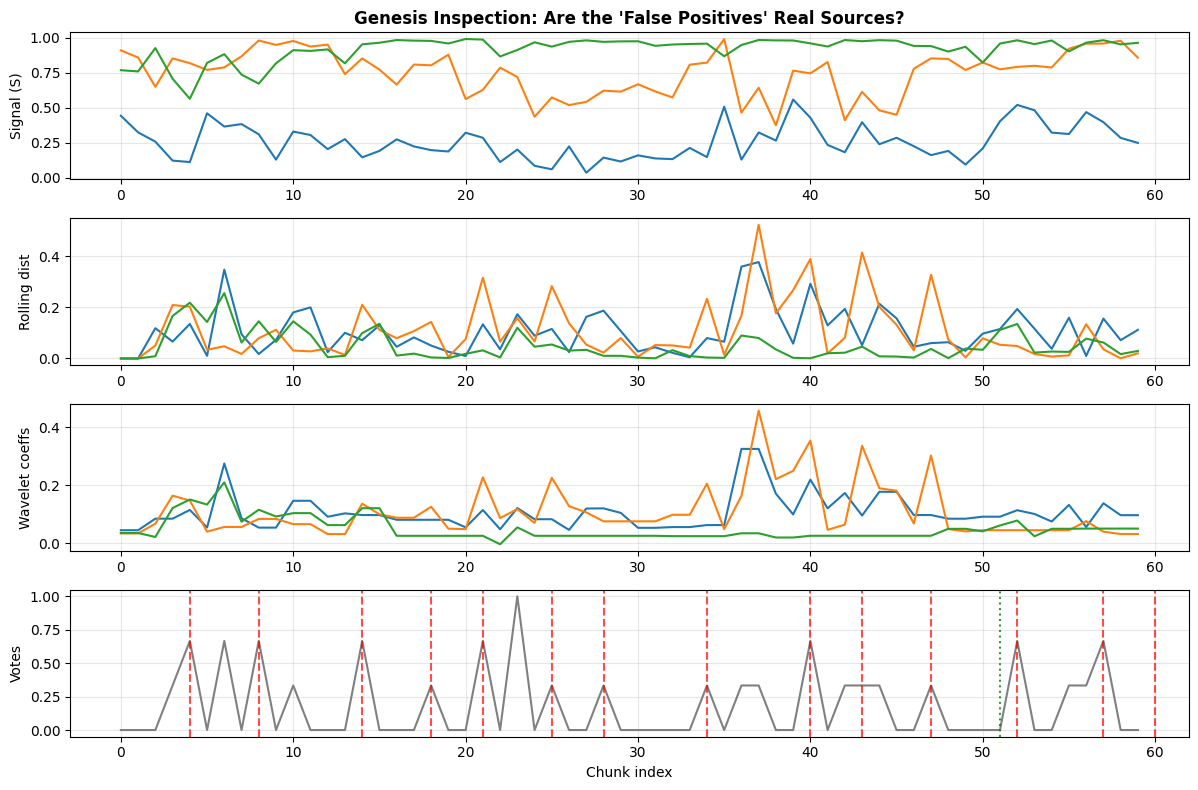 Genesis Inspection: Are the 'False Positives' Real Sources?
Signal (S)
1.00
0.75
0.50
0.25
0.00
0 10 20 30 40 50 60
Rolling dist
0.4
0.2
0.0
0 10 20 30 40 50 60
Wavelet coeffs
0.4
0.2
0.0
0 10 20 30 40 50 60
Votes
1.00
0.75
0.50
0.25
0.00
0 10 20 30 40 50 60
Chunk index